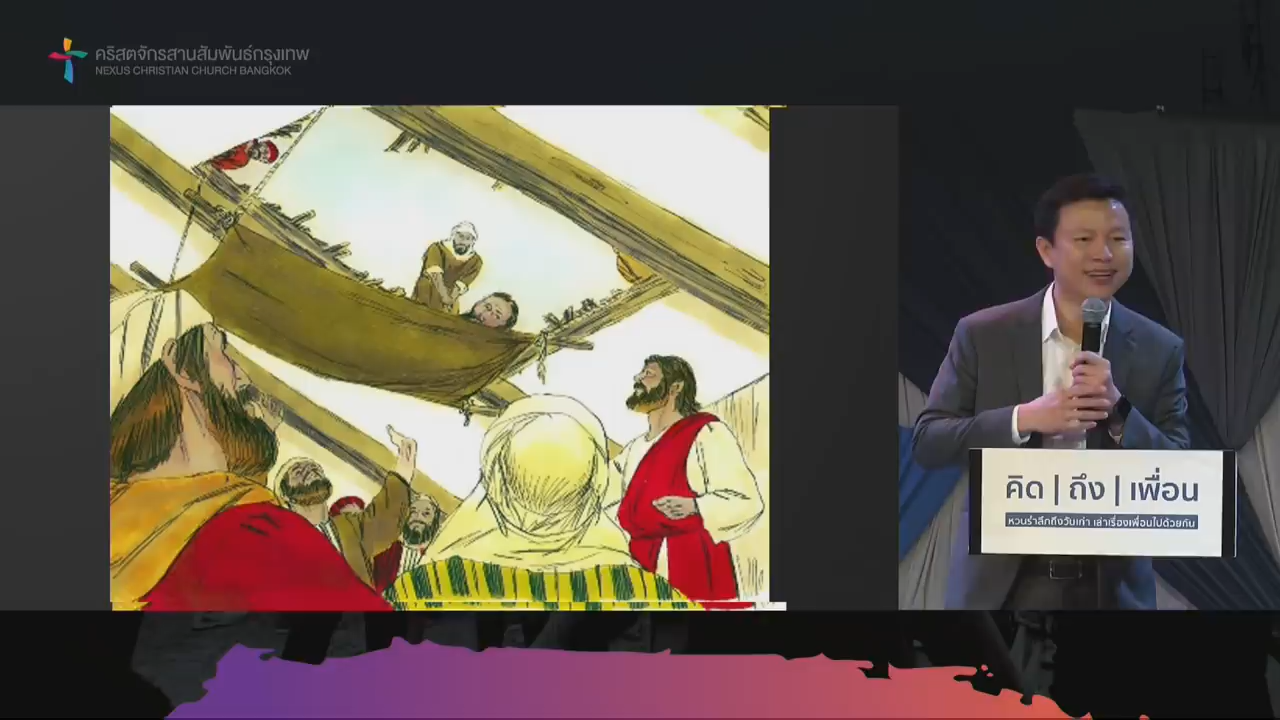 คริสตจักรสานสัมพันธ์กรุงเทพ
NEXUS CHRISTIAN CHURCH BANGKOK
คิด | ถึง | เพื่อน
หวนรำลึกถึงวันเก่า เล่าเรื่องเพื่อนไปด้วยกัน